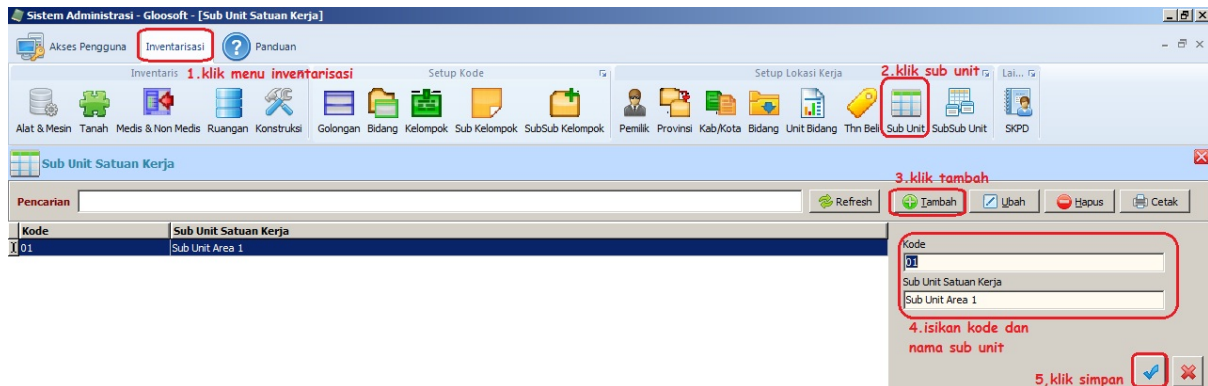 Sistem Administrasi - Gloosoft - [Sub Unit Satuan Kerja]
Akses Pengguna Inventarisasi Panduan
Inventaris 1.klik menu inventarisasi Setup Kode Setup Lokasi Kerja 2.klik sub unit Lai...
Alat & Mesin Tanah Medis & Non Medis Ruangan Konstruksi Golongan Bidang Kelompok Sub Kelompok SubSub Kelompok Pemilik Provinsi Kab/Kota Bidang Unit Bidang Thn Beli Sub Unit SubSub Unit SKPD
Sub Unit Satuan Kerja
3.klik tambah
Pencarian Refresh Tambah Ubah Hapus Cetak
Kode Sub Unit Satuan Kerja
01 Sub Unit Area 1
Kode
01
Sub Unit Satuan Kerja
Sub Unit Area 1
4.isikan kode dan
nama sub unit
5,klik simpan